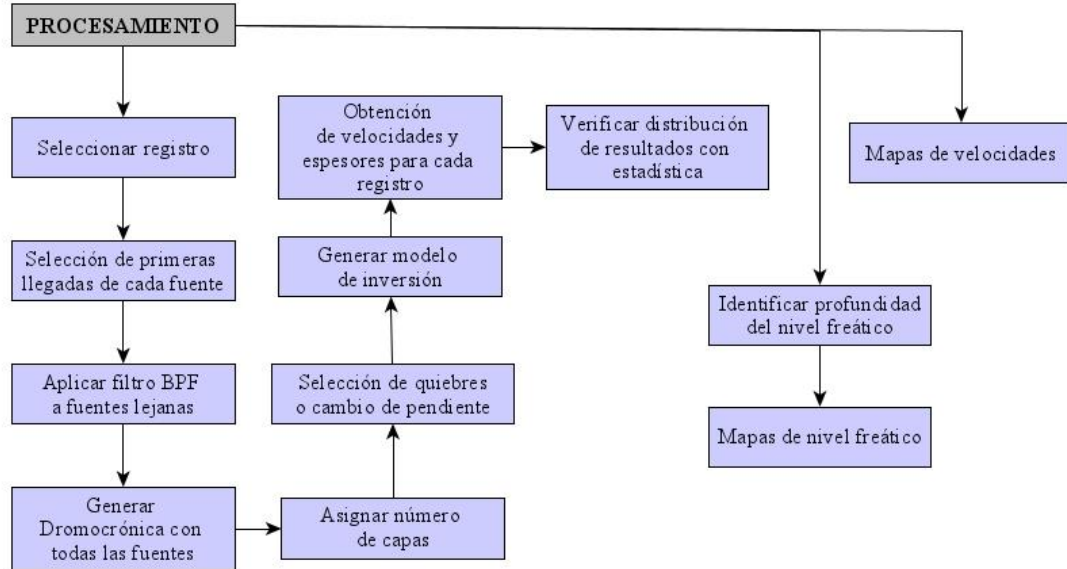 PROCESAMIENTO
Seleccionar registro
Selección de primeras
llegadas de cada fuente
Aplicar filtro BPF
a fuentes lejanas
Generar
Dromocrónica con
todas las fuentes
Asignar número
de capas
Selección de quiebres
o cambio de pendiente
Generar modelo
de inversión
Obtención
de velocidades y
espesores para cada
registro
Verificar distribución
de resultados con
estadística
Identificar profundidad
del nivel freático
Mapas de nivel freático
Mapas de velocidades